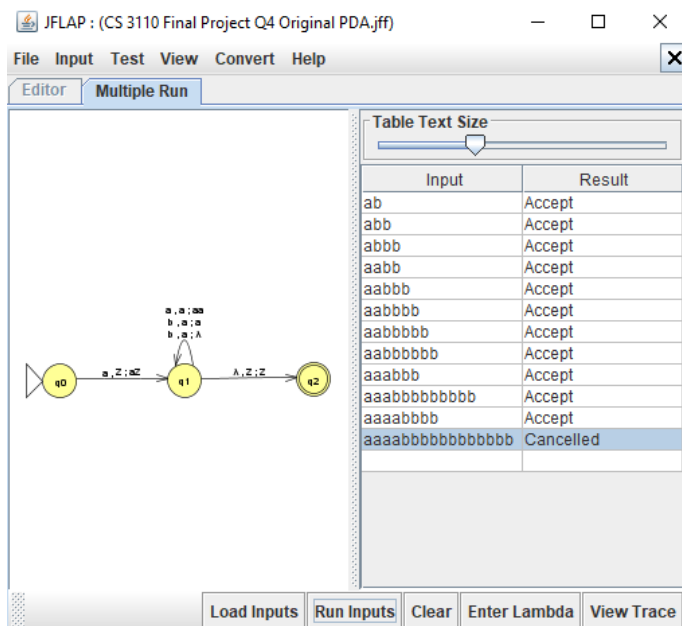 JFLAP : (CS 3110 Final Project Q4 Original PDA.jff)
File Input Test View Convert Help
Editor Multiple Run
Table Text Size
Input Result
ab Accept
abb Accept
abbb Accept
aabb Accept
aabbb Accept
aabbbb Accept
aabbbbb Accept
aabbbbbb Accept
aaabbb Accept
aaabbbbbbbbb Accept
aaaabbbb Accept
aaaabbbbbbbbbbbbb Cancelled
a,a;aa
b,a;a
b,a;λ
q0
a,Z;aZ
q1
λ,Z;Z
q2
Load Inputs Run Inputs Clear Enter Lambda View Trace